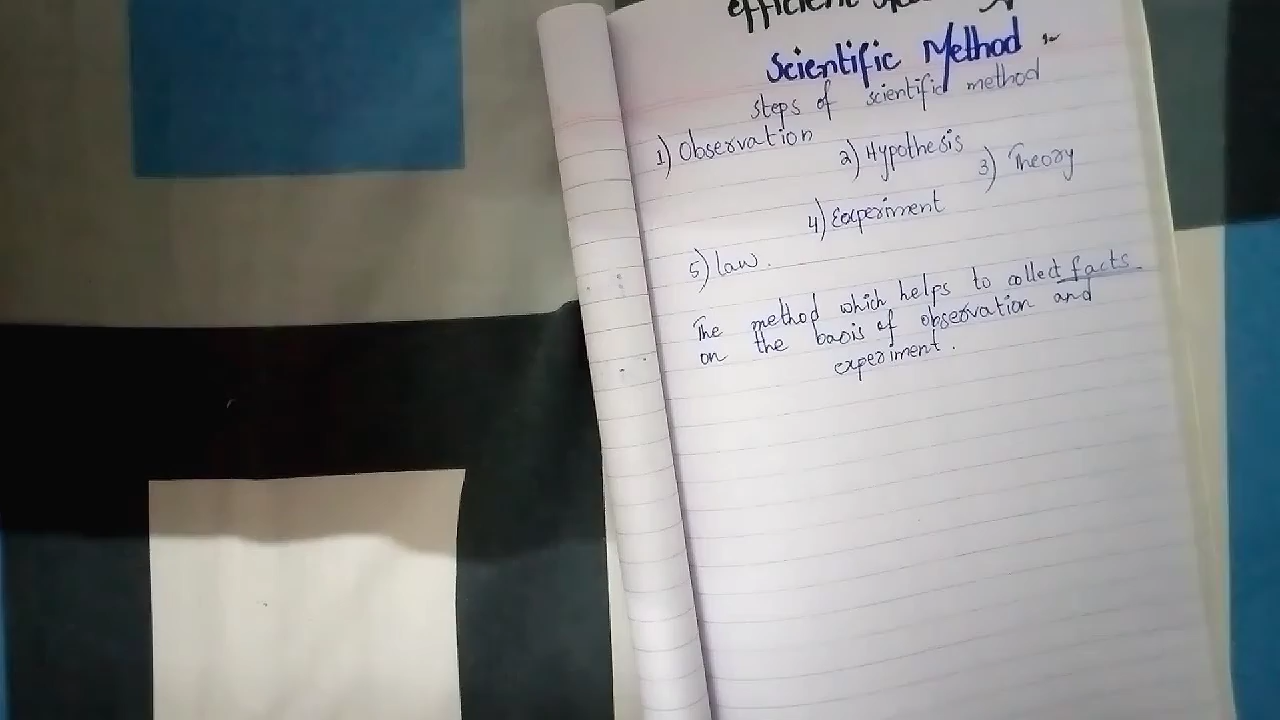 efficient
Scientific Method :-
steps of scientific method
1) Observation 2) Hypothesis 3) Theory
4) Experiment
5) law.
The method which helps to collect facts
on the basis of observation and
experiment.